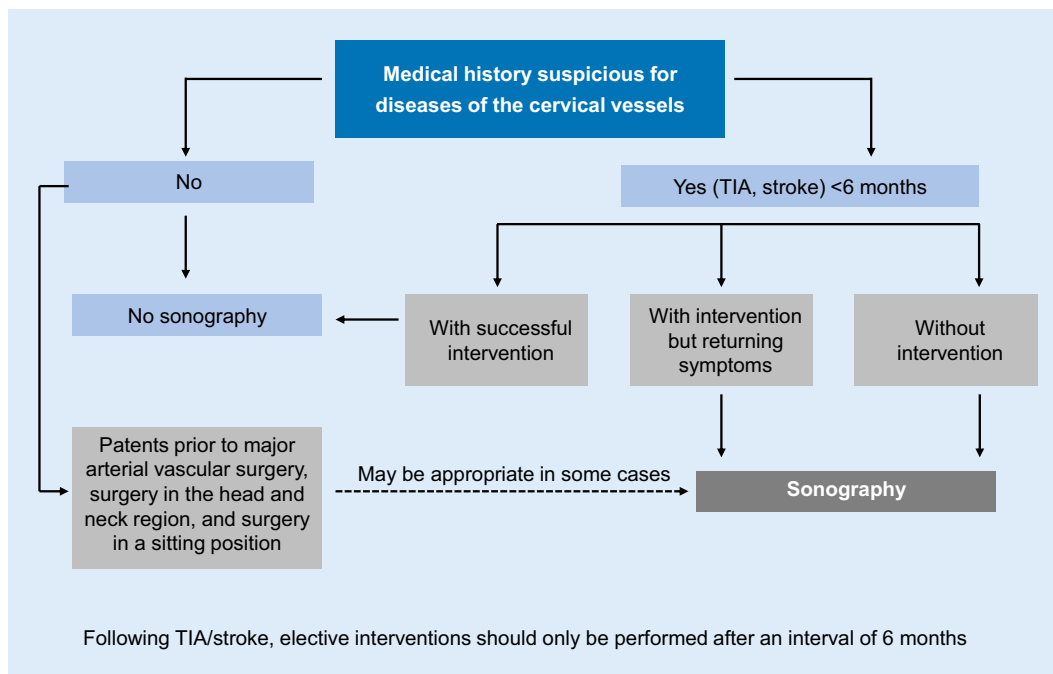 Medical history suspicious for
diseases of the cervical vessels
No
Yes (TIA, stroke) <6 months
No sonography
With successful
intervention
With intervention
but returning
symptoms
Without
intervention
Patents prior to major
arterial vascular surgery,
surgery in the head and
neck region, and surgery
in a sitting position
May be appropriate in some cases
Sonography
Following TIA/stroke, elective interventions should only be performed after an interval of 6 months